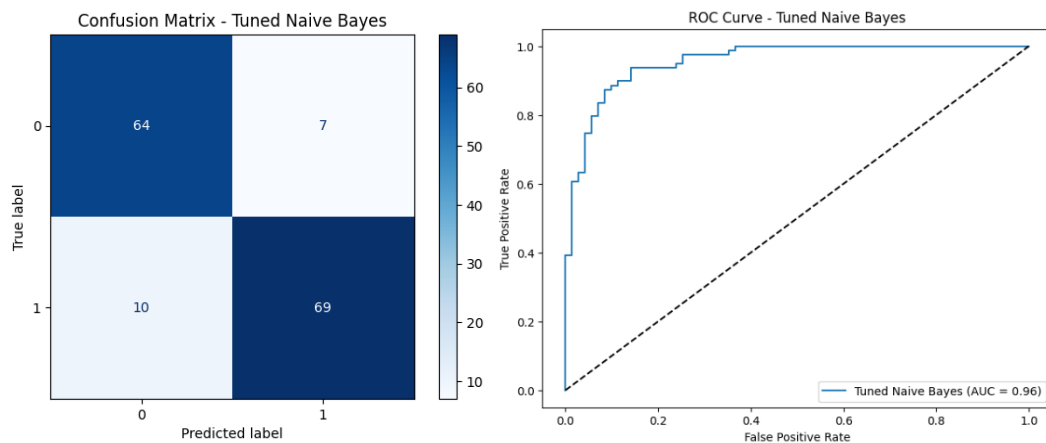 Confusion Matrix - Tuned Naive Bayes
0
64
7
True label
1
10
69
0
1
Predicted label
60
50
40
30
20
10
ROC Curve - Tuned Naive Bayes
1.0
0.8
0.6
0.4
0.2
0.0
True Positive Rate
Tuned Naive Bayes (AUC = 0.96)
0.0 0.2 0.4 0.6 0.8 1.0
False Positive Rate